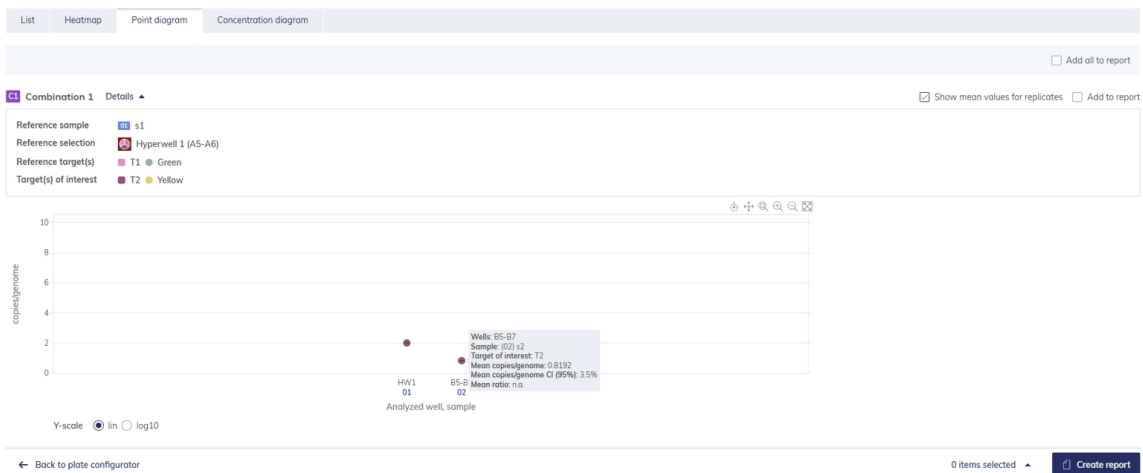 List Heatmap Point diagram Concentration diagram
Add all to report
C1 Combination 1 Details Show mean values for replicates Add to report
Reference sample 01 s1
Reference selection Hyperwell 1 (A5-A6)
Reference target(s) T1 Green
Target(s) of interest T2 Yellow
10
8
6
4
2
0
copies/genome
Wells: B5-B7
Sample: (02) s2
Target of interest: T2
Mean copies/genome: 0.8192
Mean copies/genome CI (95%): 3.5%
Mean ratio: n.a.
HW1 B5-B
01 02
Analyzed well, sample
Y-scale lin log10
Back to plate configurator 0 items selected Create report